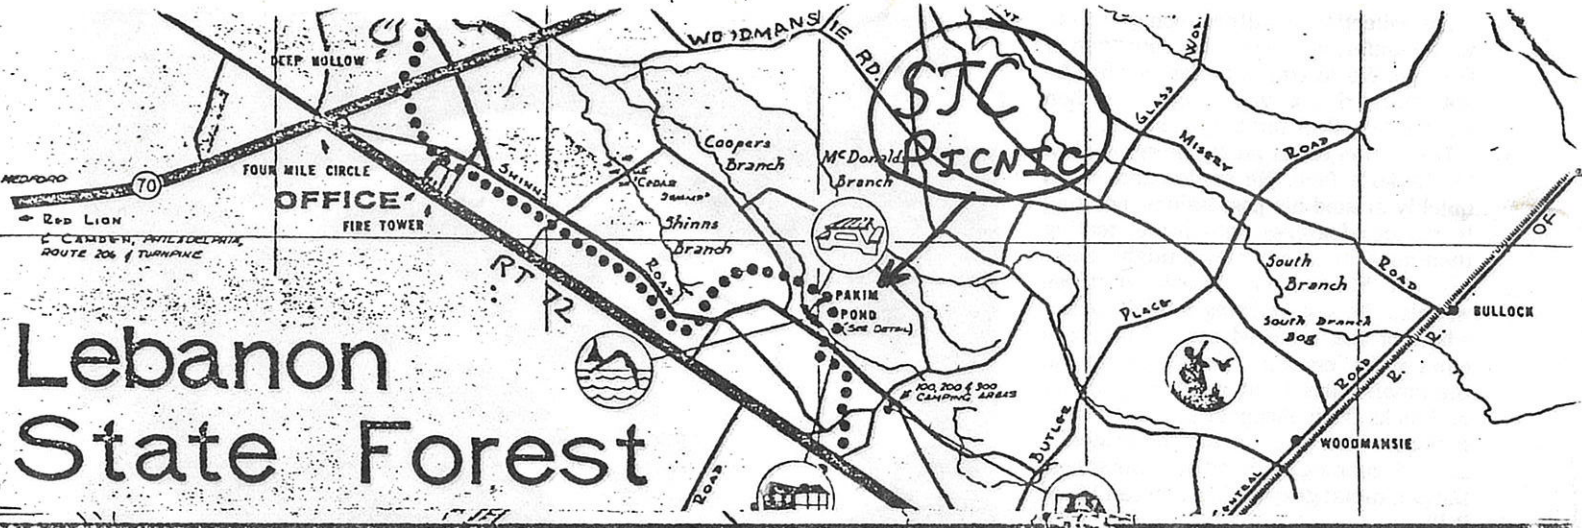 DEEP HOLLOW
WOODMANSIE RD.
STC
PICNIC
GLASS
MISERY ROAD
Coopers
Branch
McDonalds
Branch
MEDFORD
70
FOUR MILE CIRCLE
OFFICE
FIRE TOWER
← RED LION
& CAMDEN, PHILADELPHIA,
ROUTE 206 & TURNPIKE
SHINNS
ROAD
"CEDAR
SWAMP"
Shinns
Branch
RT 72
PAKIM
POND
(SEE DETAIL)
South
Branch
ROAD
OF
BULLOCK
PLACE
South Branch
Bog
ROAD
R. R.
Lebanon
State Forest
100, 200 & 300
CAMPING AREAS
BUTLER
WOODMANSIE
ROAD